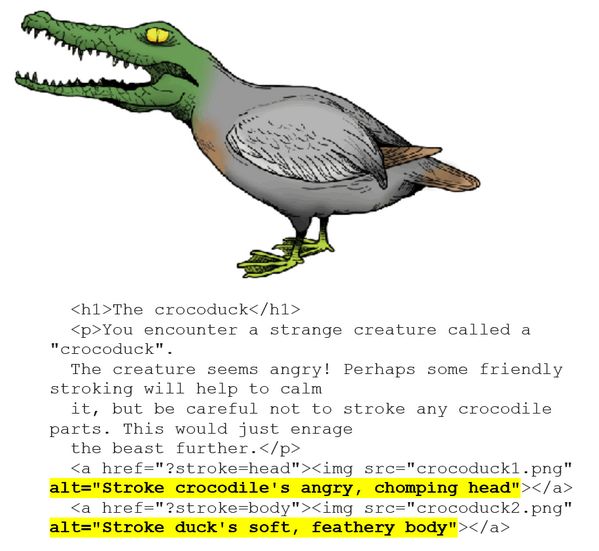 <h1>The crocoduck</h1>
<p>You encounter a strange creature called a
"crocoduck".
The creature seems angry! Perhaps some friendly
stroking will help to calm
it, but be careful not to stroke any crocodile
parts. This would just enrage
the beast further.</p>
<a href="?stroke=head"><img src="crocoduck1.png"
alt="Stroke crocodile's angry, chomping head"></a>
<a href="?stroke=body"><img src="crocoduck2.png"
alt="Stroke duck's soft, feathery body"></a>